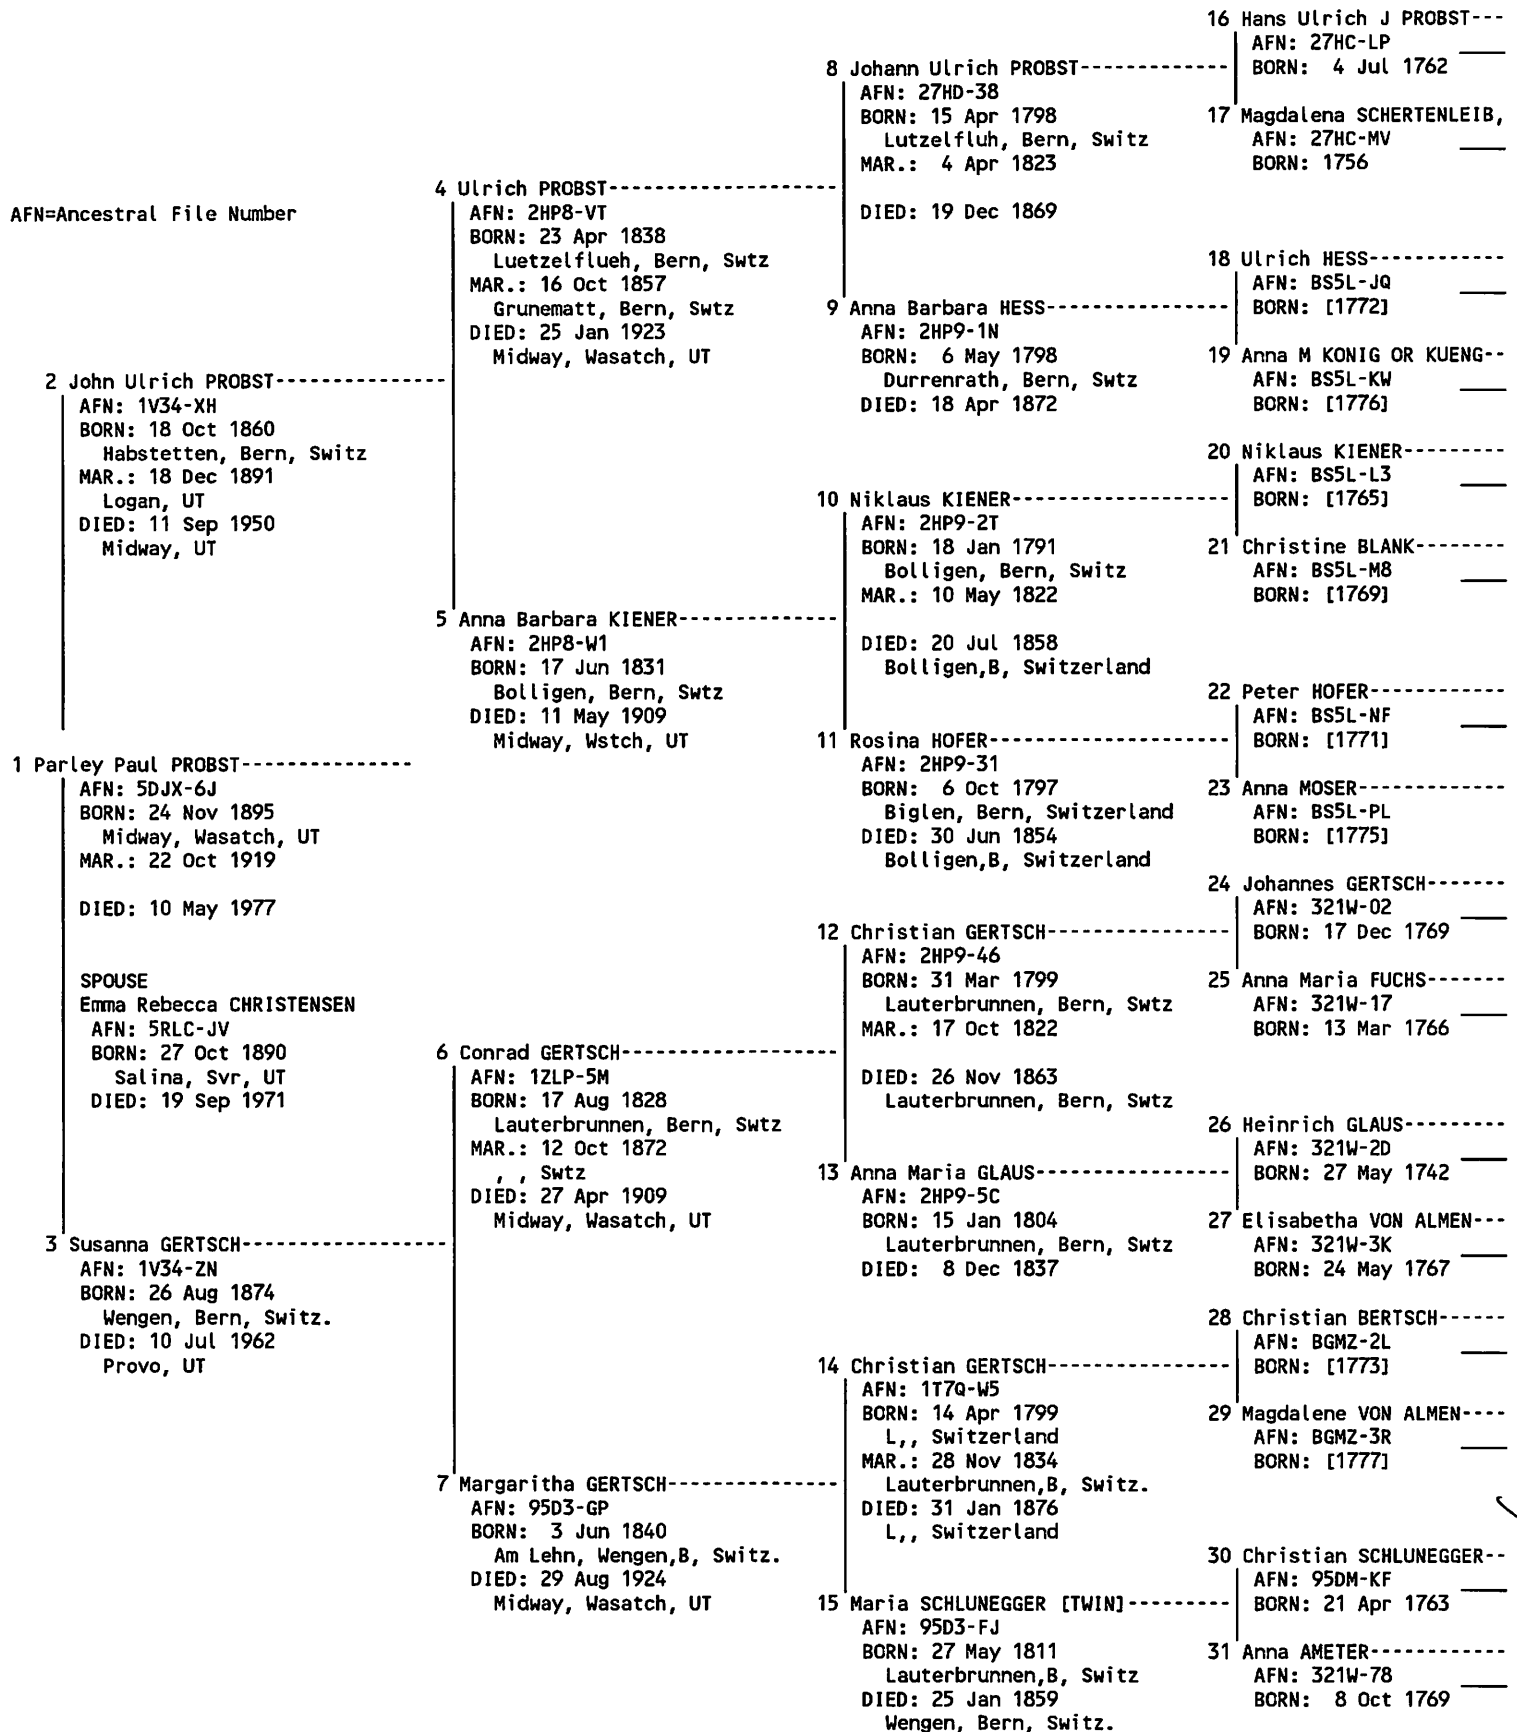 AFN=Ancestral File Number
1 Parley Paul PROBST---------------
AFN: 5DJX-6J
BORN: 24 Nov 1895
Midway, Wasatch, UT
MAR.: 22 Oct 1919
DIED: 10 May 1977
SPOUSE
Emma Rebecca CHRISTENSEN
AFN: 5RLC-JV
BORN: 27 Oct 1890
Salina, Svr, UT
DIED: 19 Sep 1971
2 John Ulrich PROBST---------------
AFN: 1V34-XH
BORN: 18 Oct 1860
Habstetten, Bern, Switz
MAR.: 18 Dec 1891
Logan, UT
DIED: 11 Sep 1950
Midway, UT
3 Susanna GERTSCH------------------
AFN: 1V34-ZN
BORN: 26 Aug 1874
Wengen, Bern, Switz.
DIED: 10 Jul 1962
Provo, UT
4 Ulrich PROBST--------------------
AFN: 2HP8-VT
BORN: 23 Apr 1838
Luetzelflueh, Bern, Swtz
MAR.: 16 Oct 1857
Grunematt, Bern, Swtz
DIED: 25 Jan 1923
Midway, Wasatch, UT
5 Anna Barbara KIENER--------------
AFN: 2HP8-W1
BORN: 17 Jun 1831
Bolligen, Bern, Swtz
DIED: 11 May 1909
Midway, Wstch, UT
6 Conrad GERTSCH-------------------
AFN: 1ZLP-5M
BORN: 17 Aug 1828
Lauterbrunnen, Bern, Swtz
MAR.: 12 Oct 1872
, , Swtz
DIED: 27 Apr 1909
Midway, Wasatch, UT
7 Margaritha GERTSCH---------------
AFN: 95D3-GP
BORN: 3 Jun 1840
Am Lehn, Wengen,B, Switz.
DIED: 29 Aug 1924
Midway, Wasatch, UT
8 Johann Ulrich PROBST-------------
AFN: 27HD-38
BORN: 15 Apr 1798
Lutzelfluh, Bern, Switz
MAR.: 4 Apr 1823
DIED: 19 Dec 1869
9 Anna Barbara HESS----------------
AFN: 2HP9-1N
BORN: 6 May 1798
Durrenrath, Bern, Swtz
DIED: 18 Apr 1872
10 Niklaus KIENER-------------------
AFN: 2HP9-2T
BORN: 18 Jan 1791
Bolligen, Bern, Switz
MAR.: 10 May 1822
DIED: 20 Jul 1858
Bolligen,B, Switzerland
11 Rosina HOFER---------------------
AFN: 2HP9-31
BORN: 6 Oct 1797
Biglen, Bern, Switzerland
DIED: 30 Jun 1854
Bolligen,B, Switzerland
12 Christian GERTSCH----------------
AFN: 2HP9-46
BORN: 31 Mar 1799
Lauterbrunnen, Bern, Swtz
MAR.: 17 Oct 1822
DIED: 26 Nov 1863
Lauterbrunnen, Bern, Swtz
13 Anna Maria GLAUS-----------------
AFN: 2HP9-5C
BORN: 15 Jan 1804
Lauterbrunnen, Bern, Swtz
DIED: 8 Dec 1837
14 Christian GERTSCH----------------
AFN: 1T7Q-W5
BORN: 14 Apr 1799
L,, Switzerland
MAR.: 28 Nov 1834
Lauterbrunnen,B, Switz.
DIED: 31 Jan 1876
L,, Switzerland
15 Maria SCHLUNEGGER [TWIN]---------
AFN: 95D3-FJ
BORN: 27 May 1811
Lauterbrunnen,B, Switz
DIED: 25 Jan 1859
Wengen, Bern, Switz.
16 Hans Ulrich J PROBST---
AFN: 27HC-LP
BORN: 4 Jul 1762
17 Magdalena SCHERTENLEIB,
AFN: 27HC-MV
BORN: 1756
18 Ulrich HESS------------
AFN: BS5L-JQ
BORN: [1772]
19 Anna M KONIG OR KUENG--
AFN: BS5L-KW
BORN: [1776]
20 Niklaus KIENER---------
AFN: BS5L-L3
BORN: [1765]
21 Christine BLANK--------
AFN: BS5L-M8
BORN: [1769]
22 Peter HOFER------------
AFN: BS5L-NF
BORN: [1771]
23 Anna MOSER-------------
AFN: BS5L-PL
BORN: [1775]
24 Johannes GERTSCH-------
AFN: 321W-02
BORN: 17 Dec 1769
25 Anna Maria FUCHS-------
AFN: 321W-17
BORN: 13 Mar 1766
26 Heinrich GLAUS---------
AFN: 321W-2D
BORN: 27 May 1742
27 Elisabetha VON ALMEN---
AFN: 321W-3K
BORN: 24 May 1767
28 Christian BERTSCH------
AFN: BGMZ-2L
BORN: [1773]
29 Magdalene VON ALMEN----
AFN: BGMZ-3R
BORN: [1777]
30 Christian SCHLUNEGGER--
AFN: 95DM-KF
BORN: 21 Apr 1763
31 Anna AMETER------------
AFN: 321W-78
BORN: 8 Oct 1769